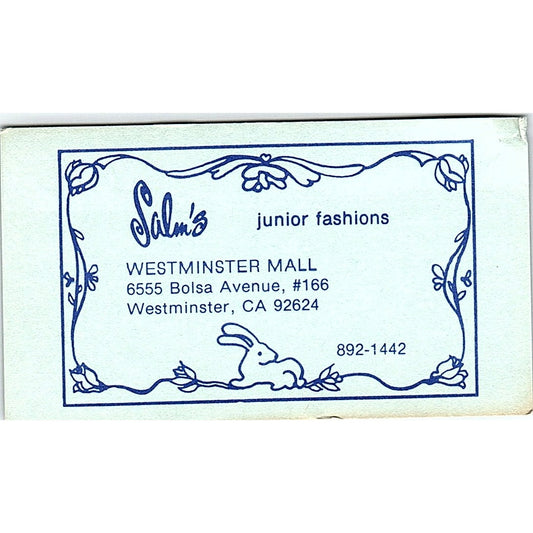 Salm's
junior fashions
WESTMINSTER MALL
6555 Bolsa Avenue, #166
Westminster, CA 92624
892-1442